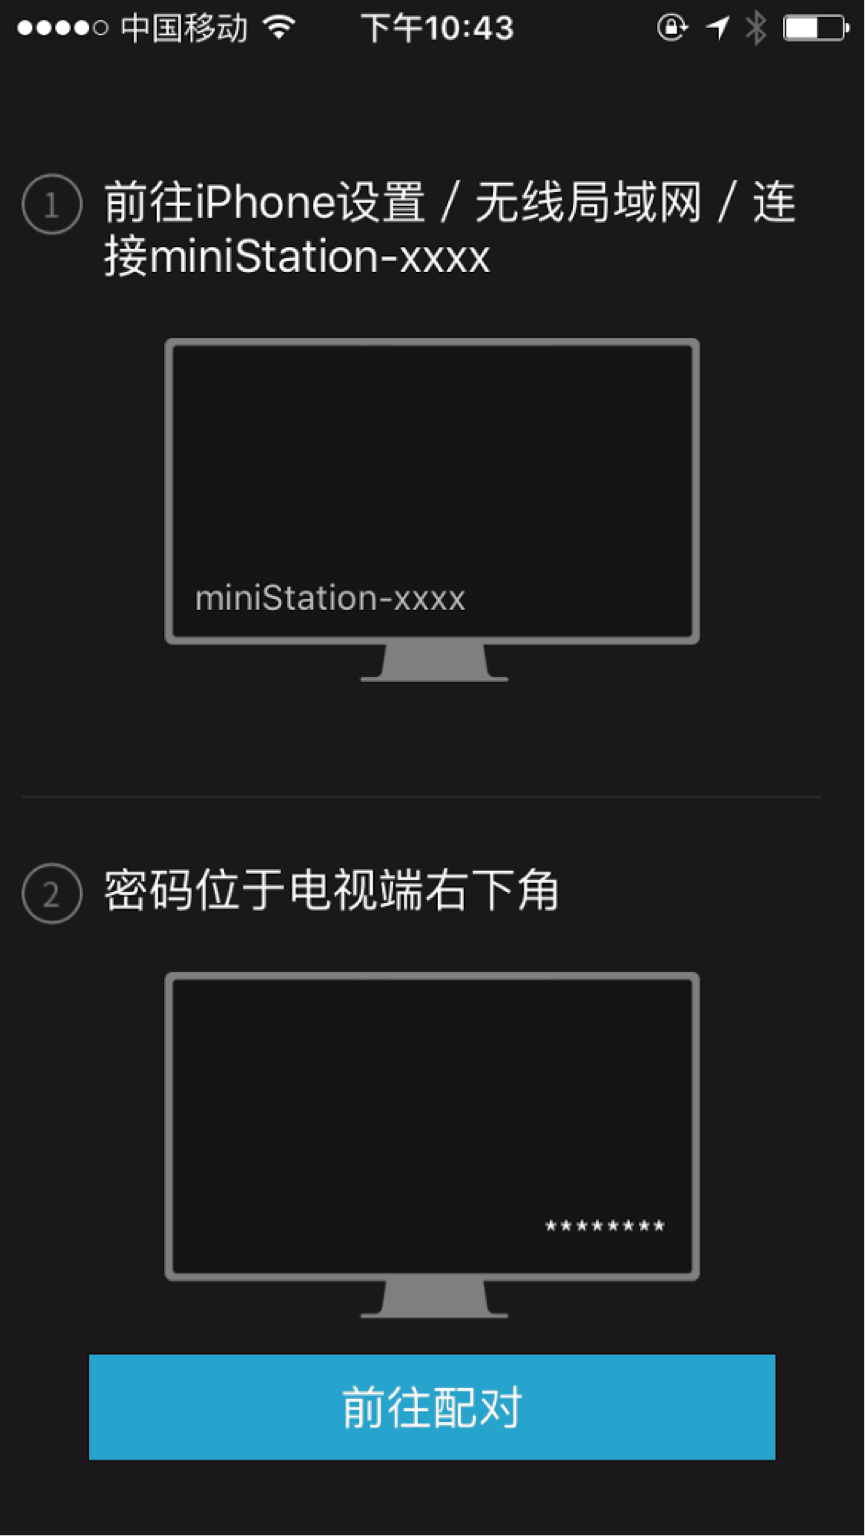 中国移动 下午10:43
1 前往iPhone设置 / 无线局域网 / 连
接miniStation-xxxx
miniStation-xxxx
2 密码位于电视端右下角
********
前往配对